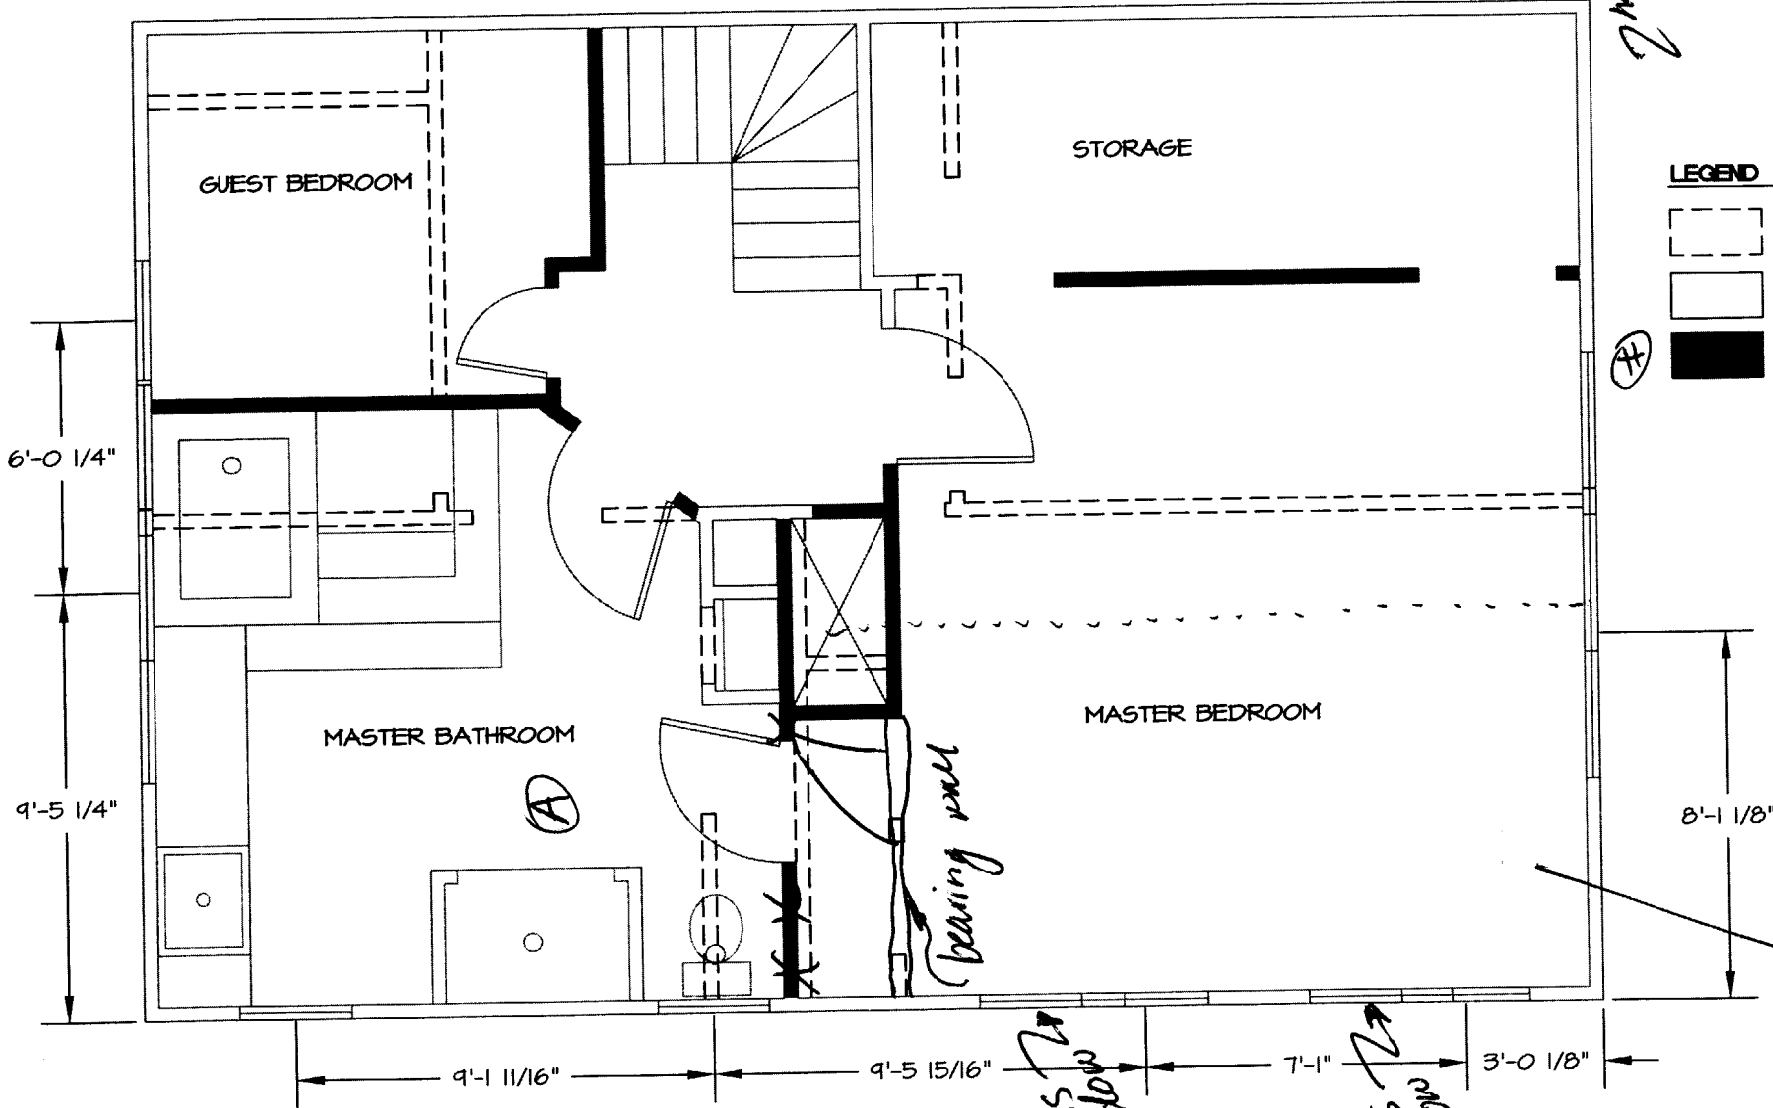 GUEST BEDROOM
STORAGE
LEGEND
#
6'-0 1/4"
MASTER BATHROOM
MASTER BEDROOM
A
bearing wall
9'-5 1/4"
8'-1 1/8"
9'-1 11/16"
9'-5 15/16"
7'-1"
3'-0 1/8"